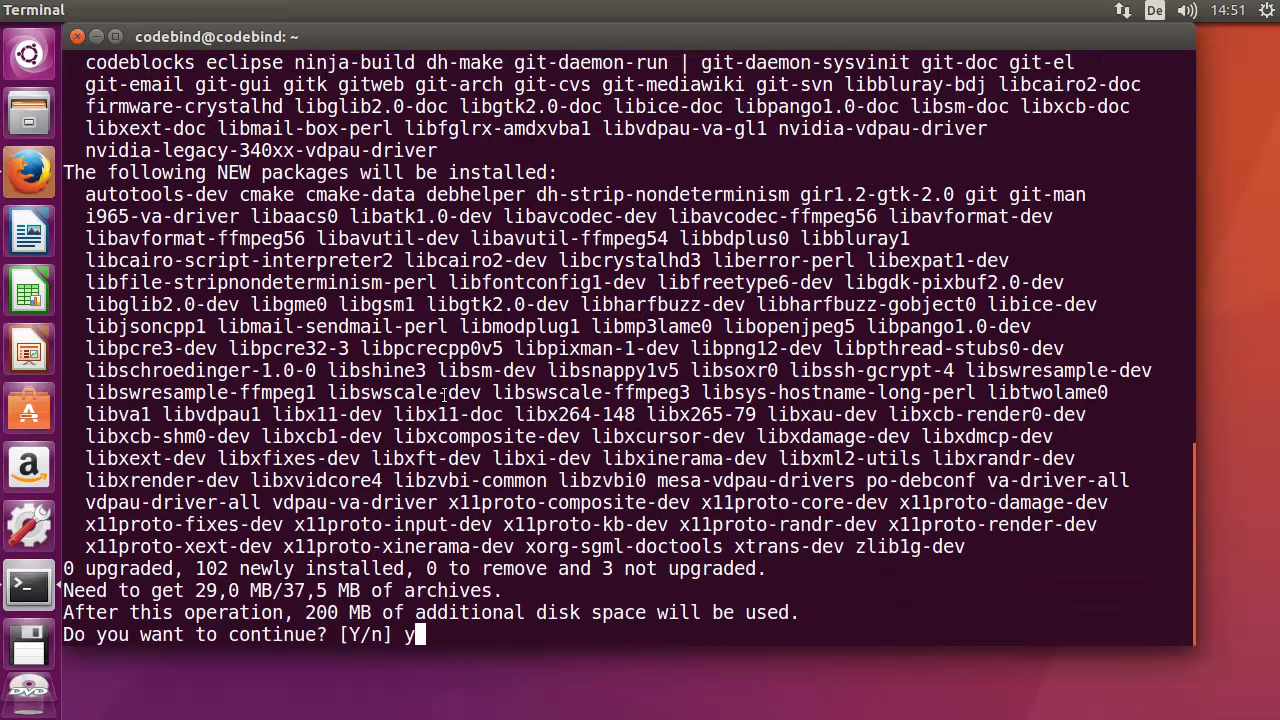 Terminal
De
14:51
codebind@codebind: ~
codeblocks eclipse ninja-build dh-make git-daemon-run | git-daemon-sysvinit git-doc git-el
git-email git-gui gitk gitweb git-arch git-cvs git-mediawiki git-svn libbluray-bdj libcairo2-doc
firmware-crystalhd libglib2.0-doc libgtk2.0-doc libice-doc libpango1.0-doc libsm-doc libxcb-doc
libxext-doc libmail-box-perl libfglrx-amdxvba1 libvdpau-va-gl1 nvidia-vdpau-driver
nvidia-legacy-340xx-vdpau-driver
The following NEW packages will be installed:
autotools-dev cmake cmake-data debhelper dh-strip-nondeterminism gir1.2-gtk-2.0 git git-man
i965-va-driver libaacs0 libatk1.0-dev libavcodec-dev libavcodec-ffmpeg56 libavformat-dev
libavformat-ffmpeg56 libavutil-dev libavutil-ffmpeg54 libbdplus0 libbluray1
libcairo-script-interpreter2 libcairo2-dev libcrystalhd3 liberror-perl libexpat1-dev
libfile-stripnondeterminism-perl libfontconfig1-dev libfreetype6-dev libgdk-pixbuf2.0-dev
libglib2.0-dev libgme0 libgsm1 libgtk2.0-dev libharfbuzz-dev libharfbuzz-gobject0 libice-dev
libjsoncpp1 libmail-sendmail-perl libmodplug1 libmp3lame0 libopenjpeg5 libpango1.0-dev
libpcre3-dev libpcre32-3 libpcrecpp0v5 libpixman-1-dev libpng12-dev libpthread-stubs0-dev
libschroedinger-1.0-0 libshine3 libsm-dev libsnappy1v5 libsoxr0 libssh-gcrypt-4 libswresample-dev
libswresample-ffmpeg1 libswscale-dev libswscale-ffmpeg3 libsys-hostname-long-perl libtwolame0
libva1 libvdpau1 libx11-dev libx11-doc libx264-148 libx265-79 libxau-dev libxcb-render0-dev
libxcb-shm0-dev libxcb1-dev libxcomposite-dev libxcursor-dev libxdamage-dev libxdmcp-dev
libxext-dev libxfixes-dev libxft-dev libxi-dev libxinerama-dev libxml2-utils libxrandr-dev
libxrender-dev libxvidcore4 libzvbi-common libzvbi0 mesa-vdpau-drivers po-debconf va-driver-all
vdpau-driver-all vdpau-va-driver x11proto-composite-dev x11proto-core-dev x11proto-damage-dev
x11proto-fixes-dev x11proto-input-dev x11proto-kb-dev x11proto-randr-dev x11proto-render-dev
x11proto-xext-dev x11proto-xinerama-dev xorg-sgml-doctools xtrans-dev zlib1g-dev
0 upgraded, 102 newly installed, 0 to remove and 3 not upgraded.
Need to get 29,0 MB/37,5 MB of archives.
After this operation, 200 MB of additional disk space will be used.
Do you want to continue? [Y/n] y